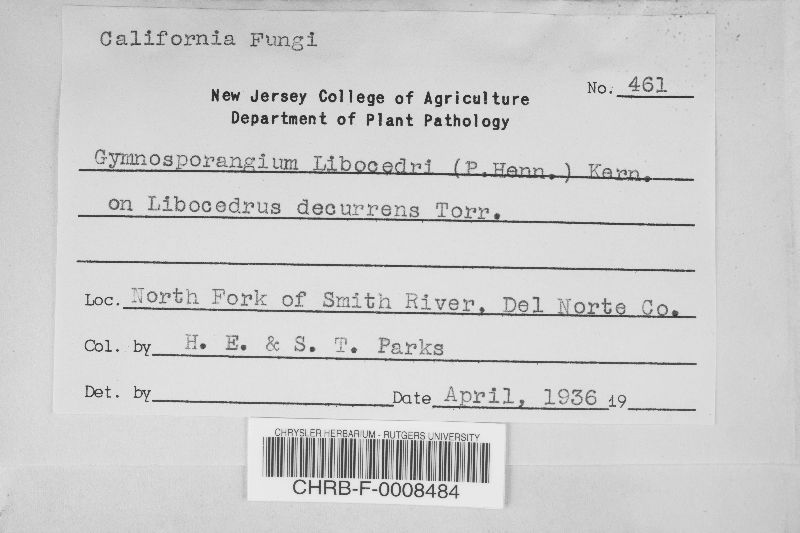 California Fungi
No. 461
New Jersey College of Agriculture
Department of Plant Pathology
Gymnosporangium Libocedri (P.Henn.) Kern.
on Libocedrus decurrens Torr.
Loc. North Fork of Smith River, Del Norte Co.
Col. by H. E. & S. T. Parks
Det. by Date April, 1936 19
CHRYSLER HERBARIUM - RUTGERS UNIVERSITY
CHRB-F-0008484